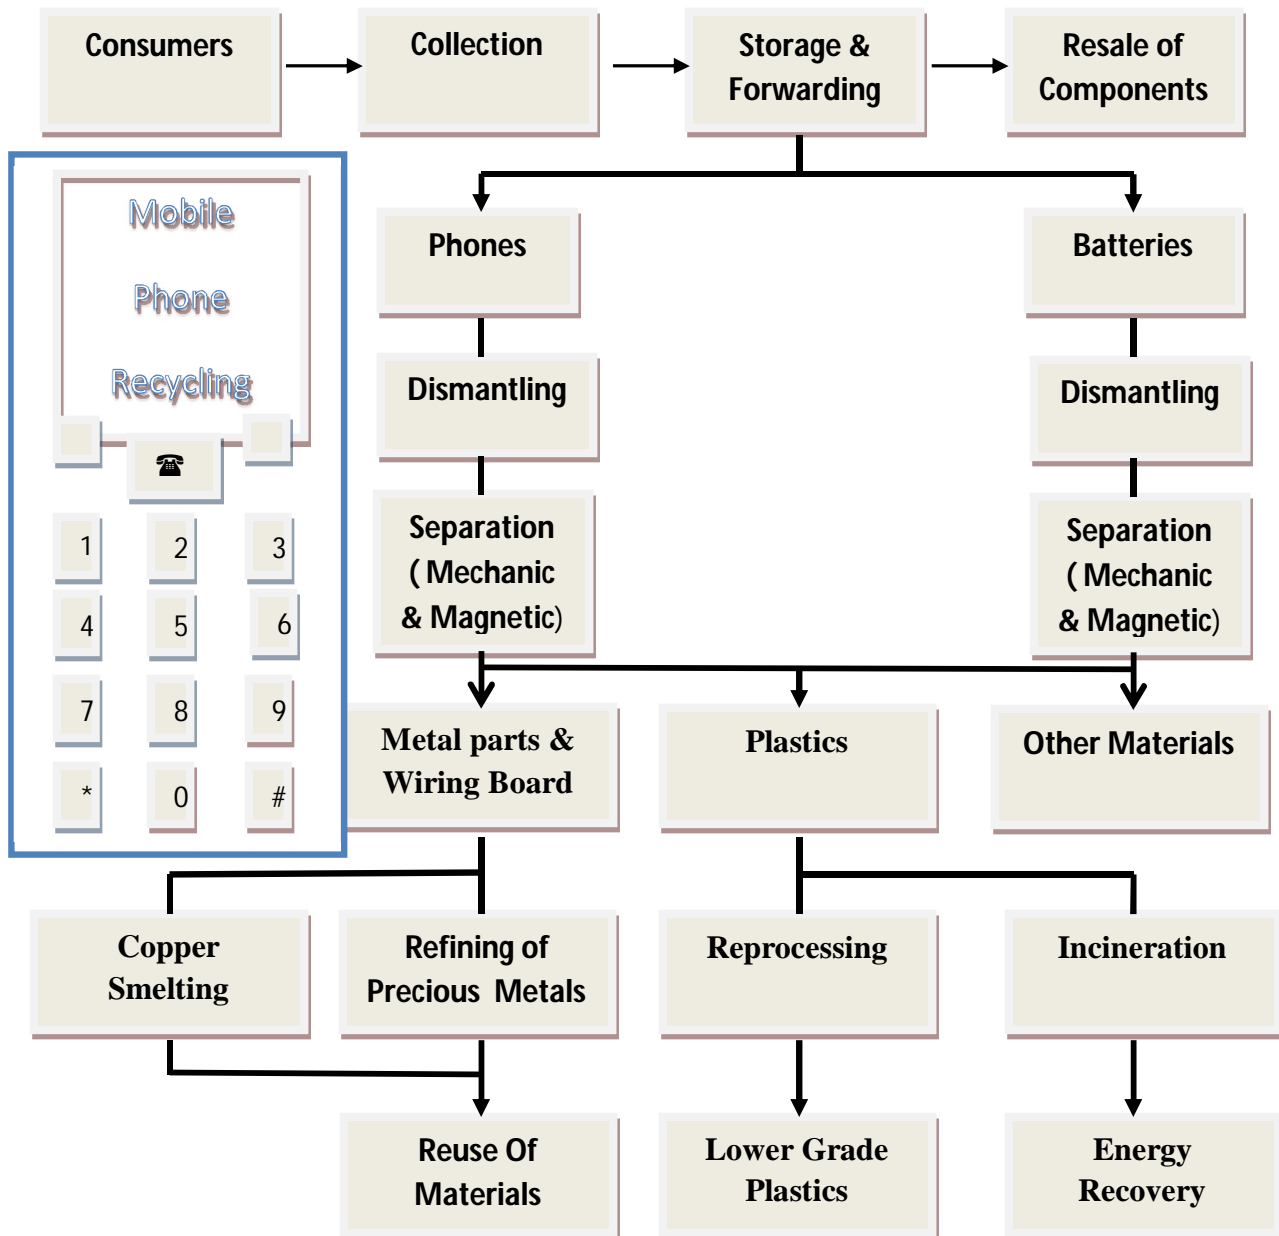 Consumers
Collection
Storage &
Forwarding
Resale of
Components
Mobile
Phone
Recycling
☎
1 2 3
4 5 6
7 8 9
* 0 #
Phones
Batteries
Dismantling
Dismantling
Separation
( Mechanic
& Magnetic)
Separation
( Mechanic
& Magnetic)
Metal parts &
Wiring Board
Plastics
Other Materials
Copper
Smelting
Refining of
Precious Metals
Reprocessing
Incineration
Reuse Of
Materials
Lower Grade
Plastics
Energy
Recovery